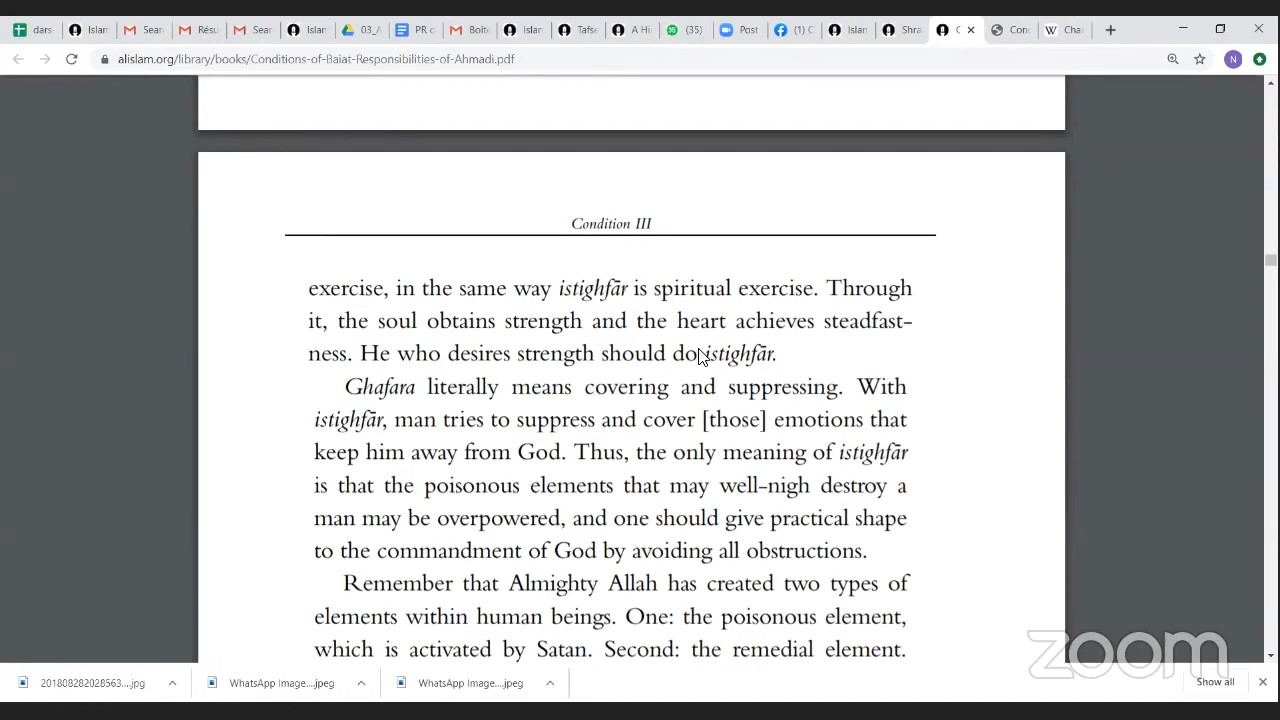 dars
Islam
Sear
Résu
Sear
Islam
03_A
PR c
Boîte
Islam
Tafse
A Hi
(35)
Post
(1) C
Islam
Shra
C
Conc
Cha
alislam.org/library/books/Conditions-of-Baiat-Responsibilities-of-Ahmadi.pdf
N
Condition III
exercise, in the same way istighfār is spiritual exercise. Through
it, the soul obtains strength and the heart achieves steadfast-
ness. He who desires strength should do istighfār.
Ghafara literally means covering and suppressing. With
istighfār, man tries to suppress and cover [those] emotions that
keep him away from God. Thus, the only meaning of istighfār
is that the poisonous elements that may well-nigh destroy a
man may be overpowered, and one should give practical shape
to the commandment of God by avoiding all obstructions.
Remember that Almighty Allah has created two types of
elements within human beings. One: the poisonous element,
which is activated by Satan. Second: the remedial element.
zoom
201808282028563....jpg
WhatsApp Image....jpeg
WhatsApp Image....jpeg
Show all